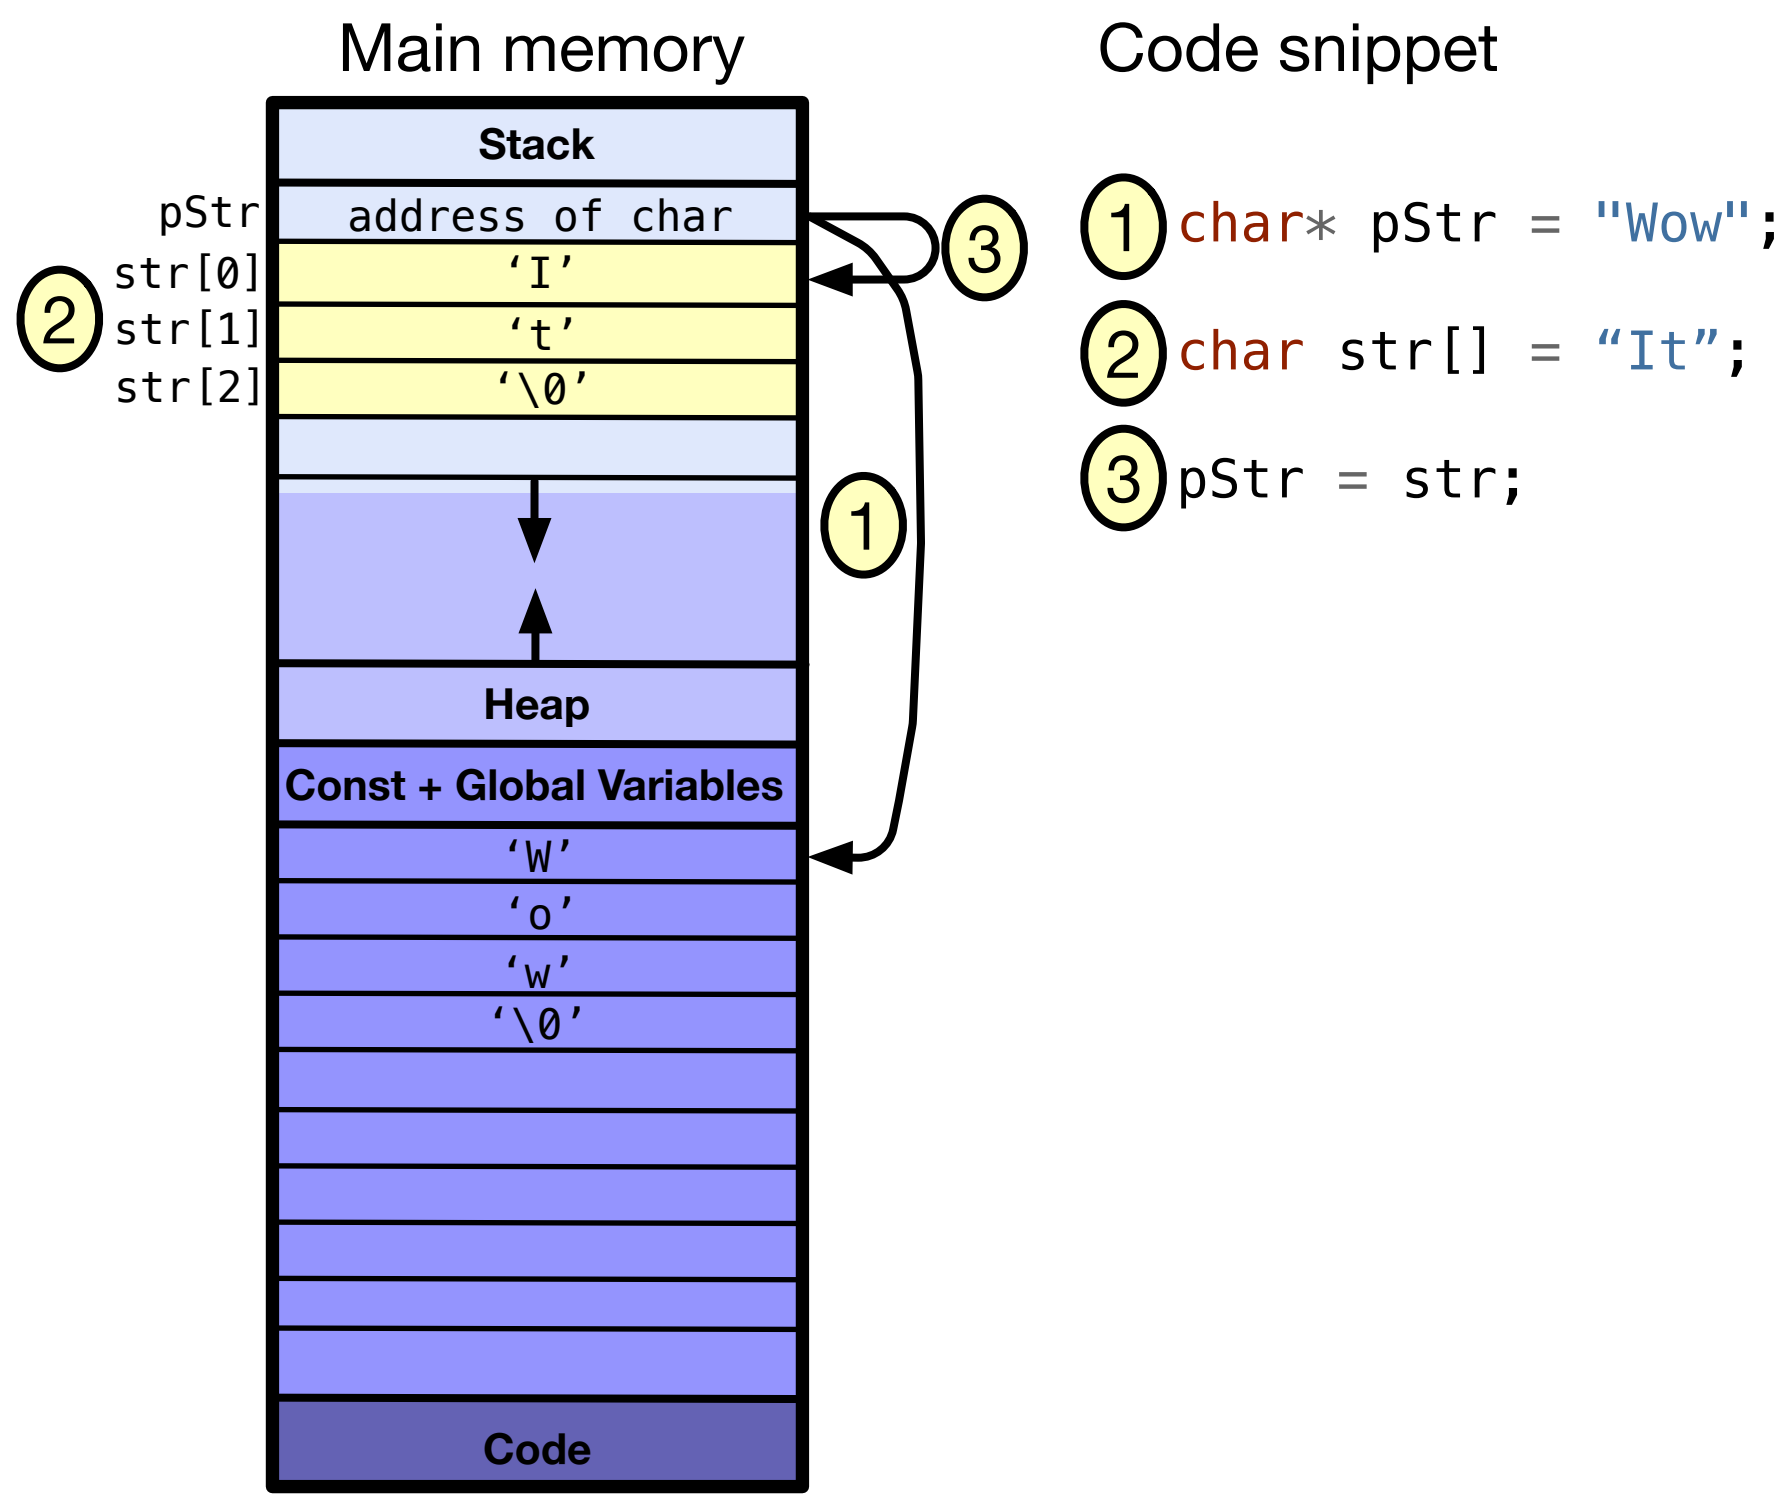 Main memory
Code snippet
Stack
pStr
address of char
3
1 char* pStr = "Wow";
2
str[0]
‘I’
str[1]
‘t’
str[2]
‘\0’
2 char str[] = “It”;
3 pStr = str;
1
Heap
Const + Global Variables
‘W’
‘o’
‘w’
‘\0’
Code